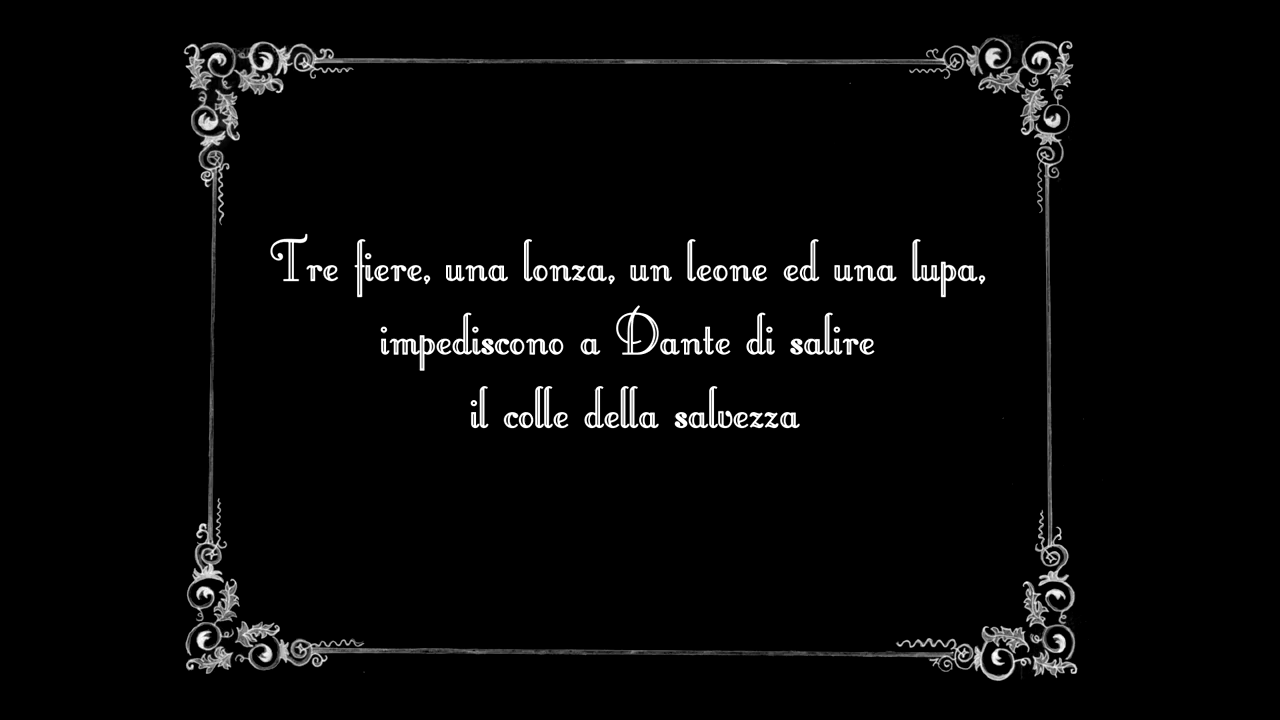 Tre fiere, una lonza, un leone ed una lupa,
impediscono a Dante di salire
il colle della salvezza